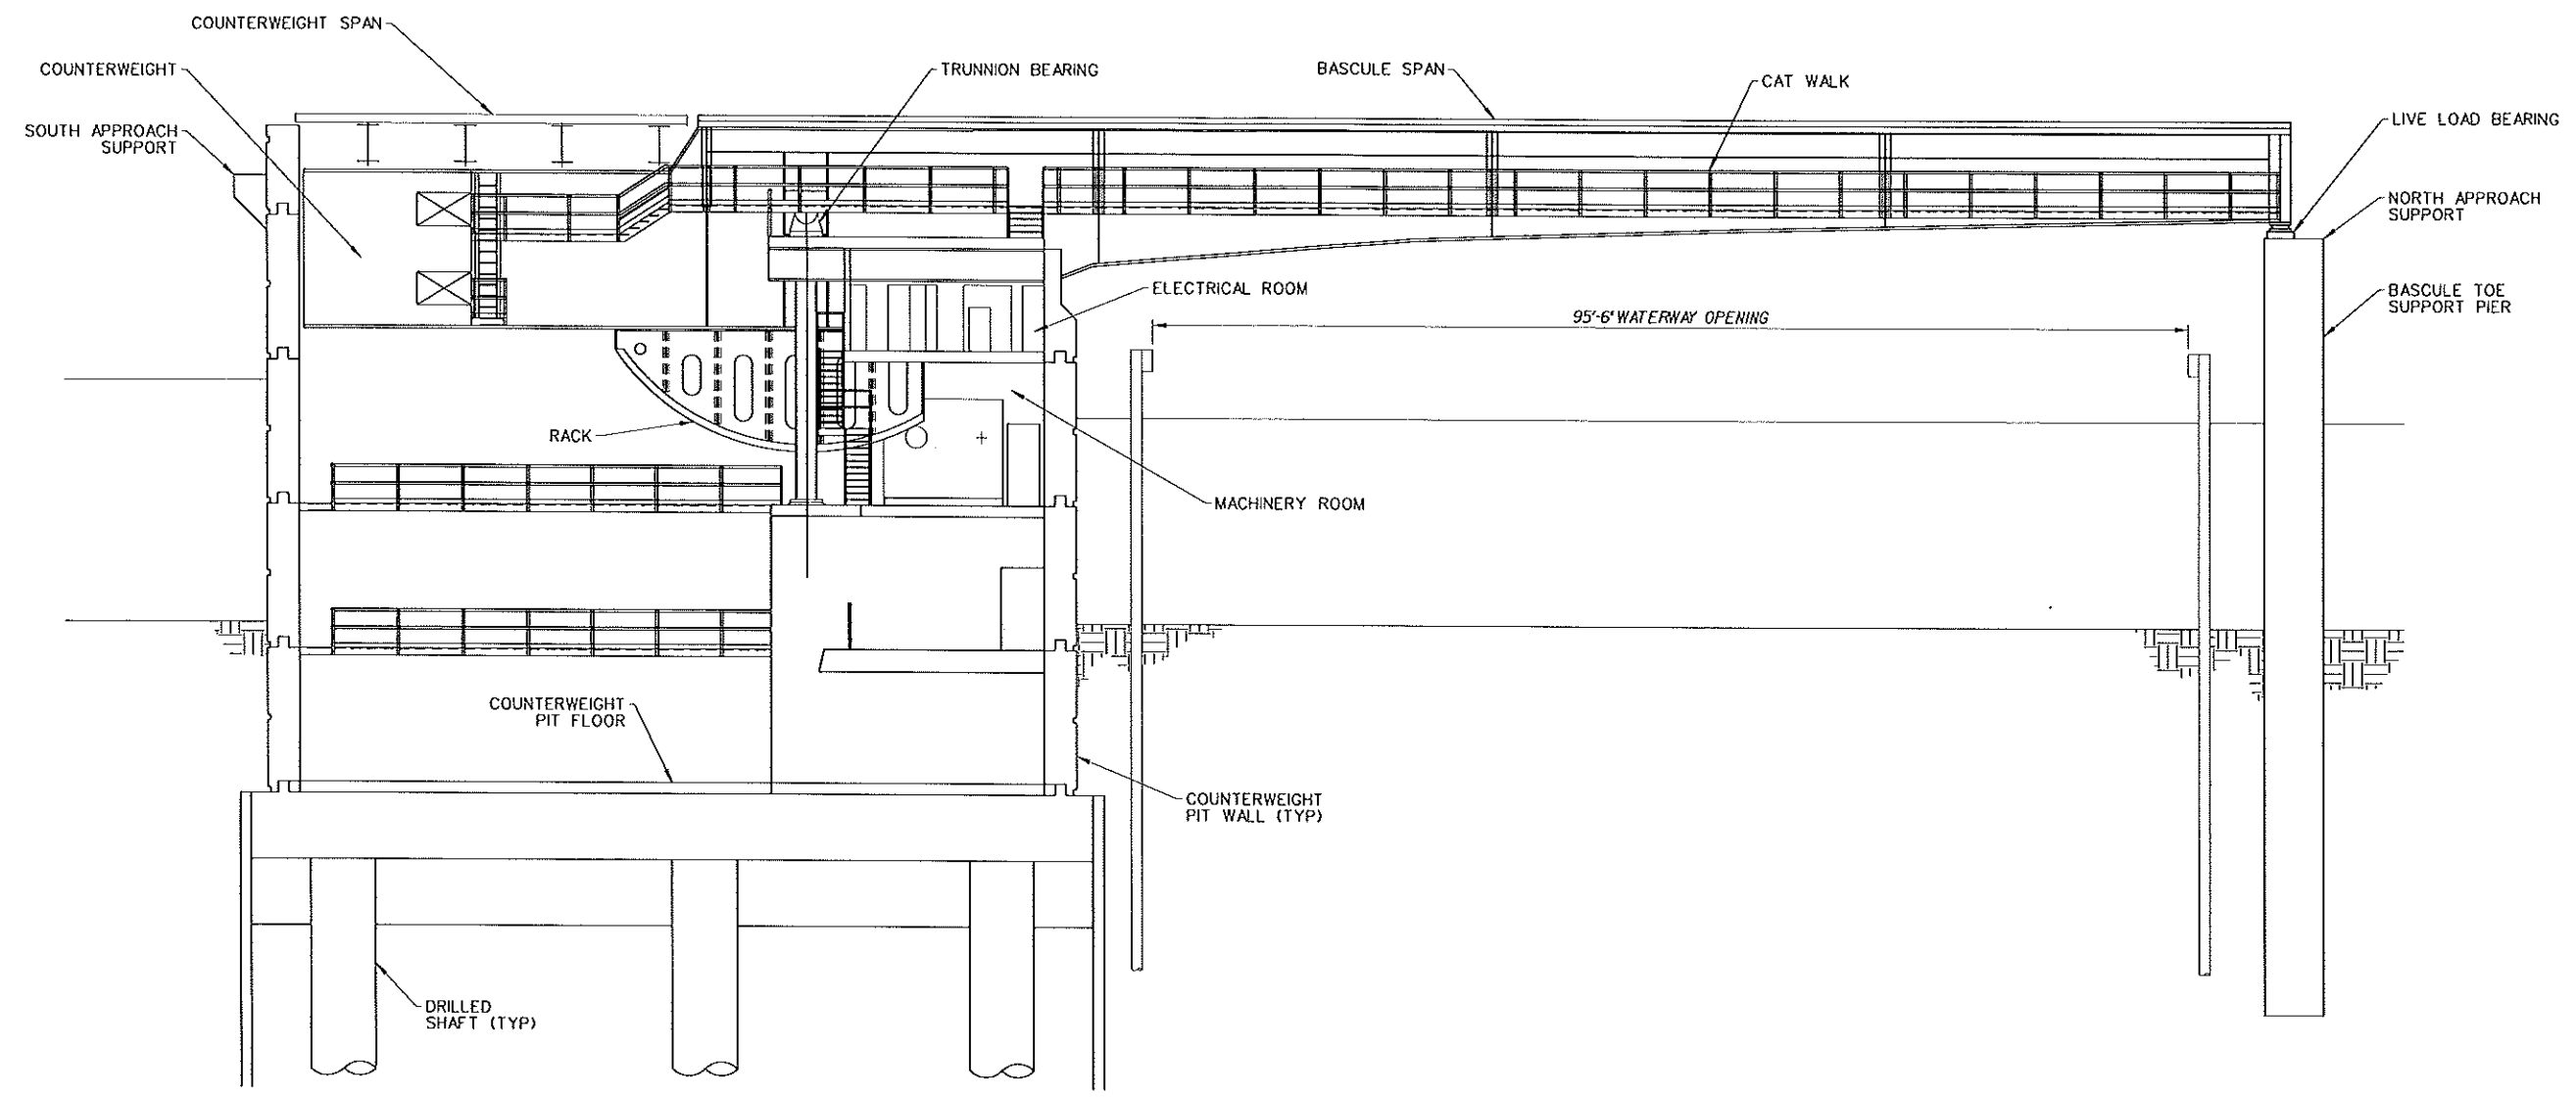 COUNTERWEIGHT SPAN
COUNTERWEIGHT
TRUNNION BEARING
BASCULE SPAN
CAT WALK
SOUTH APPROACH
SUPPORT
LIVE LOAD BEARING
NORTH APPROACH
SUPPORT
ELECTRICAL ROOM
BASCULE TOE
SUPPORT PIER
95'-6" WATERWAY OPENING
RACK
MACHINERY ROOM
COUNTERWEIGHT
PIT FLOOR
COUNTERWEIGHT
PIT WALL (TYP)
DRILLED
SHAFT (TYP)